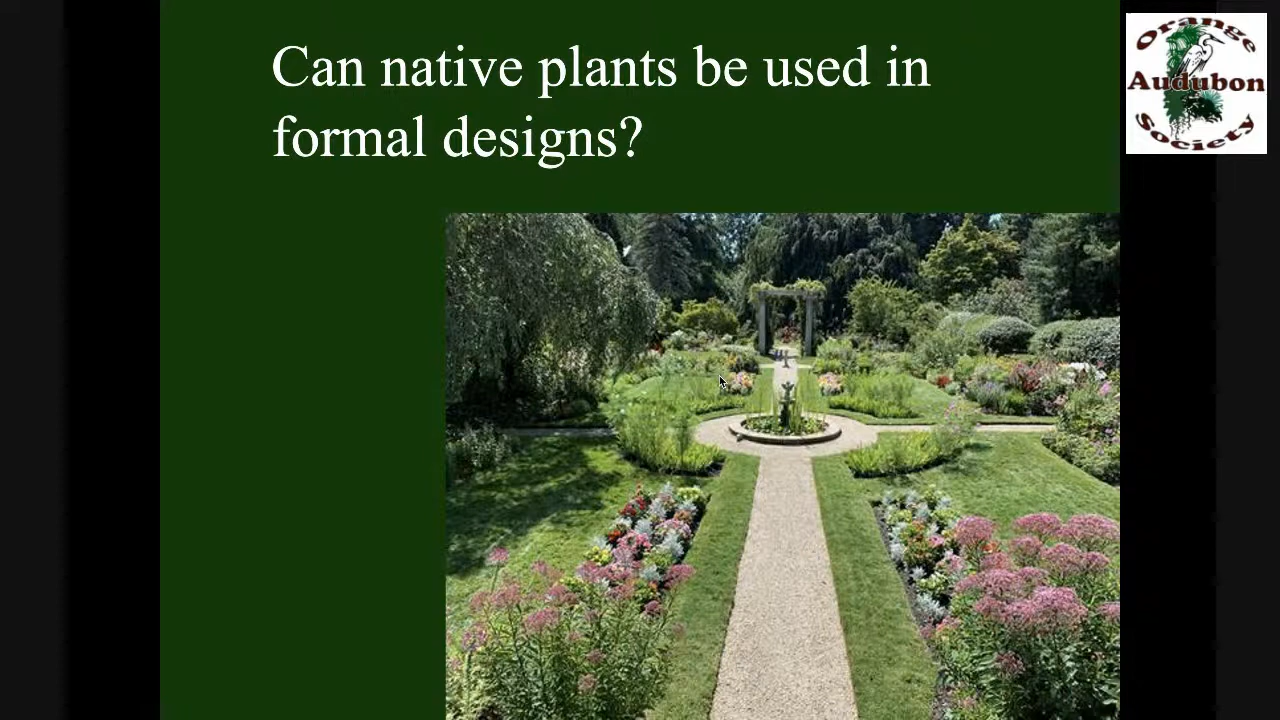 Can native plants be used in
formal designs?
Orange
Audubon
Society